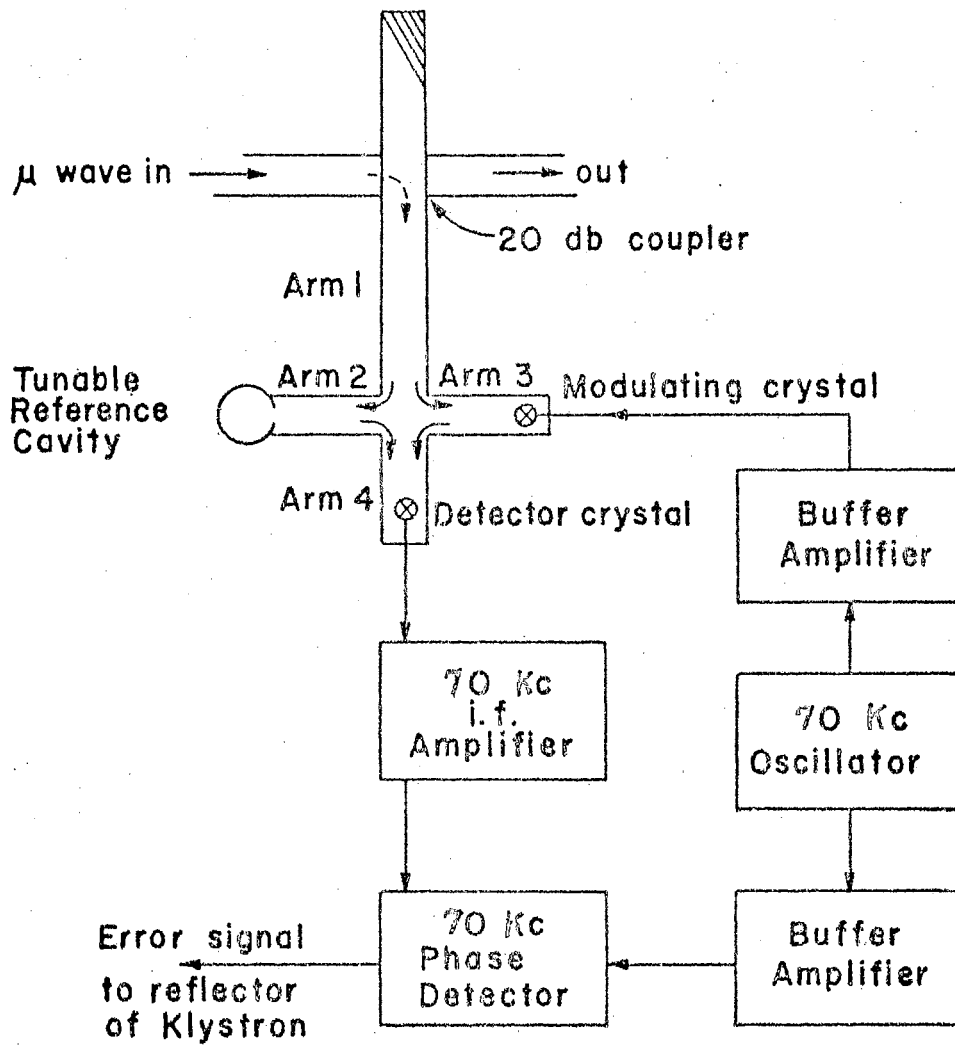 μ wave in
out
20 db coupler
Arm 1
Arm 2
Arm 3
Tunable
Reference
Cavity
Modulating crystal
Arm 4
Detector crystal
Buffer
Amplifier
70 Kc
i.f.
Amplifier
70 Kc
Oscillator
Error signal
to reflector
of Klystron
70 Kc
Phase
Detector
Buffer
Amplifier